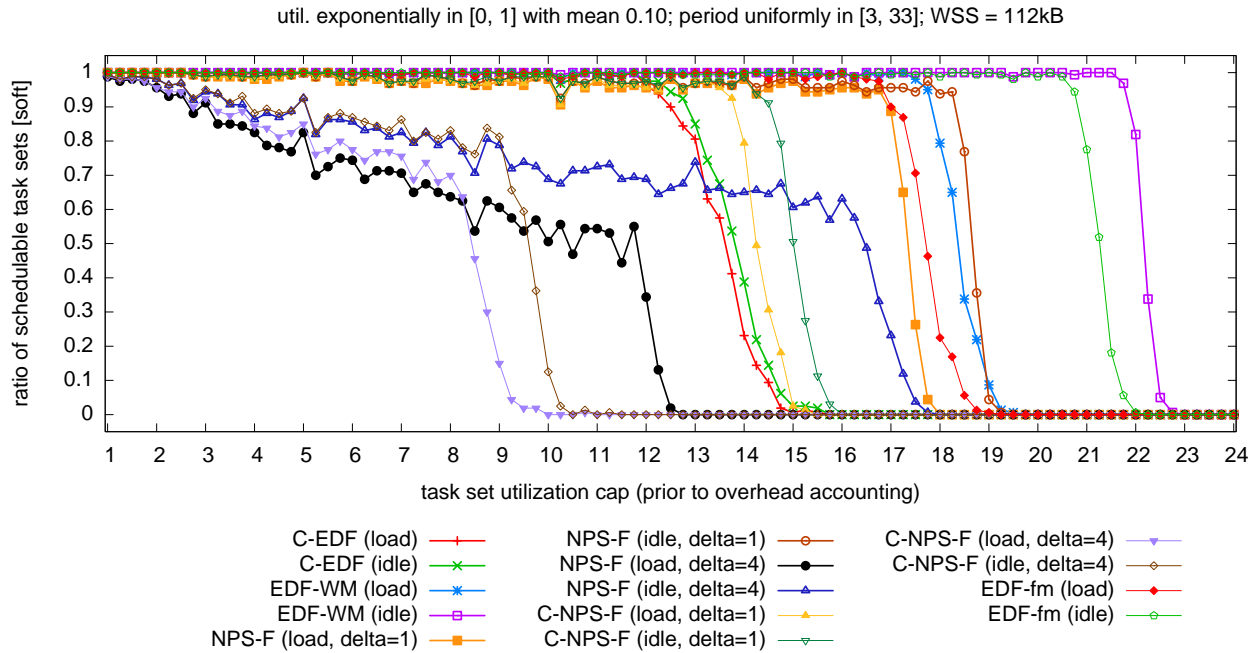 util. exponentially in [0, 1] with mean 0.10; period uniformly in [3, 33]; WSS = 112kB
ratio of schedulable task sets [soft]
1
0.9
0.8
0.7
0.6
0.5
0.4
0.3
0.2
0.1
0
1 2 3 4 5 6 7 8 9 10 11 12 13 14 15 16 17 18 19 20 21 22 23 24
task set utilization cap (prior to overhead accounting)
C-EDF (load)
C-EDF (idle)
EDF-WM (load)
EDF-WM (idle)
NPS-F (load, delta=1)
NPS-F (idle, delta=1)
NPS-F (load, delta=4)
NPS-F (idle, delta=4)
C-NPS-F (load, delta=1)
C-NPS-F (idle, delta=1)
C-NPS-F (load, delta=4)
C-NPS-F (idle, delta=4)
EDF-fm (load)
EDF-fm (idle)